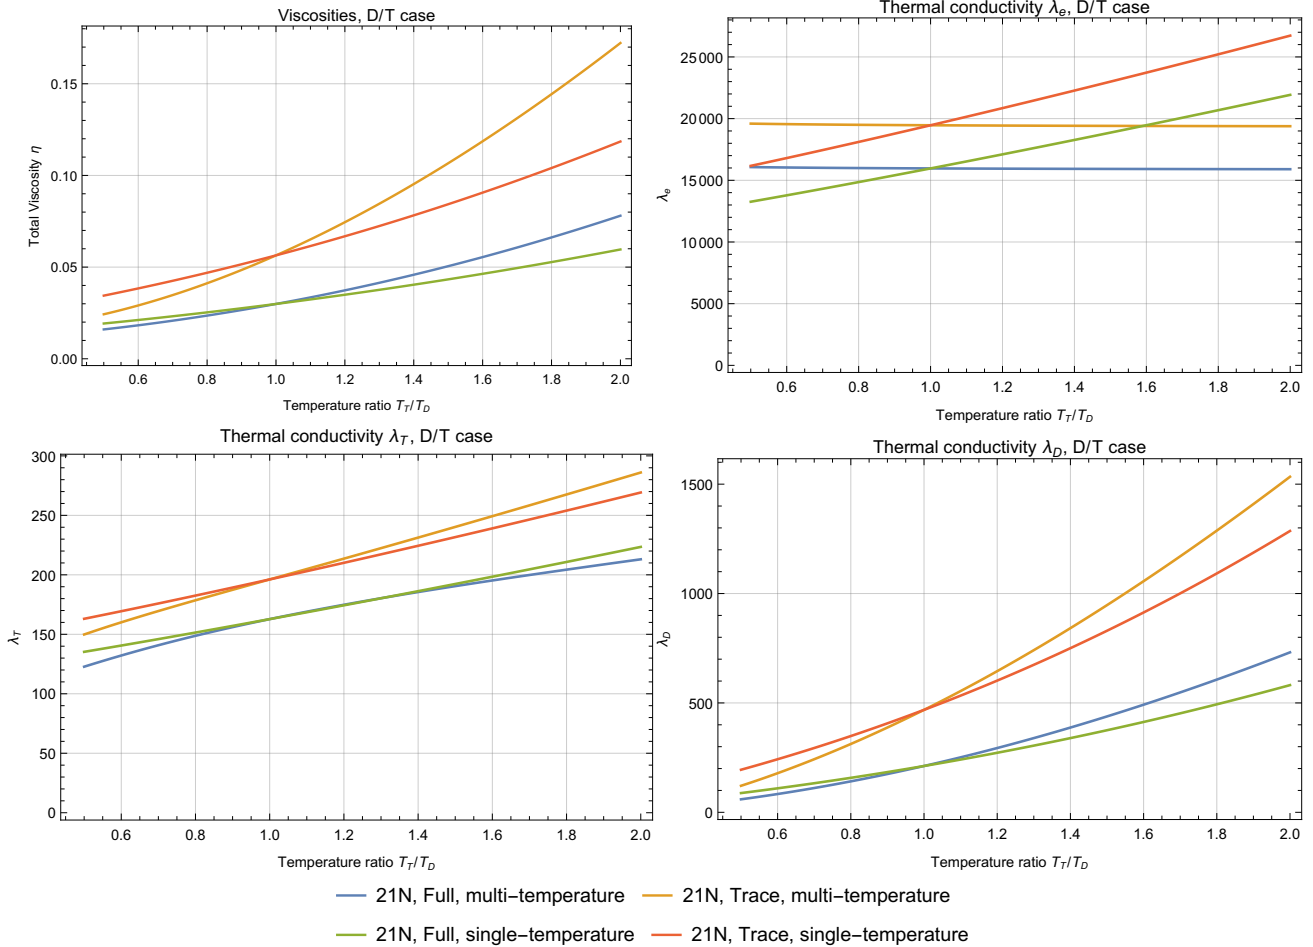 Viscosities, D/T case
Total Viscosity η
0.15
0.10
0.05
0.00
0.6 0.8 1.0 1.2 1.4 1.6 1.8 2.0
Temperature ratio T_T/T_D
Thermal conductivity λ_e, D/T case
λ_e
25000
20000
15000
10000
5000
0
0.6 0.8 1.0 1.2 1.4 1.6 1.8 2.0
Temperature ratio T_T/T_D
Thermal conductivity λ_T, D/T case
λ_T
300
250
200
150
100
50
0
0.6 0.8 1.0 1.2 1.4 1.6 1.8 2.0
Temperature ratio T_T/T_D
Thermal conductivity λ_D, D/T case
λ_D
1500
1000
500
0
0.6 0.8 1.0 1.2 1.4 1.6 1.8 2.0
Temperature ratio T_T/T_D
21N, Full, multi−temperature 21N, Trace, multi−temperature
21N, Full, single−temperature 21N, Trace, single−temperature